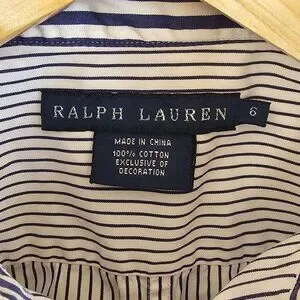 RALPH LAUREN 6
MADE IN CHINA
100% COTTON
EXCLUSIVE OF
DECORATION